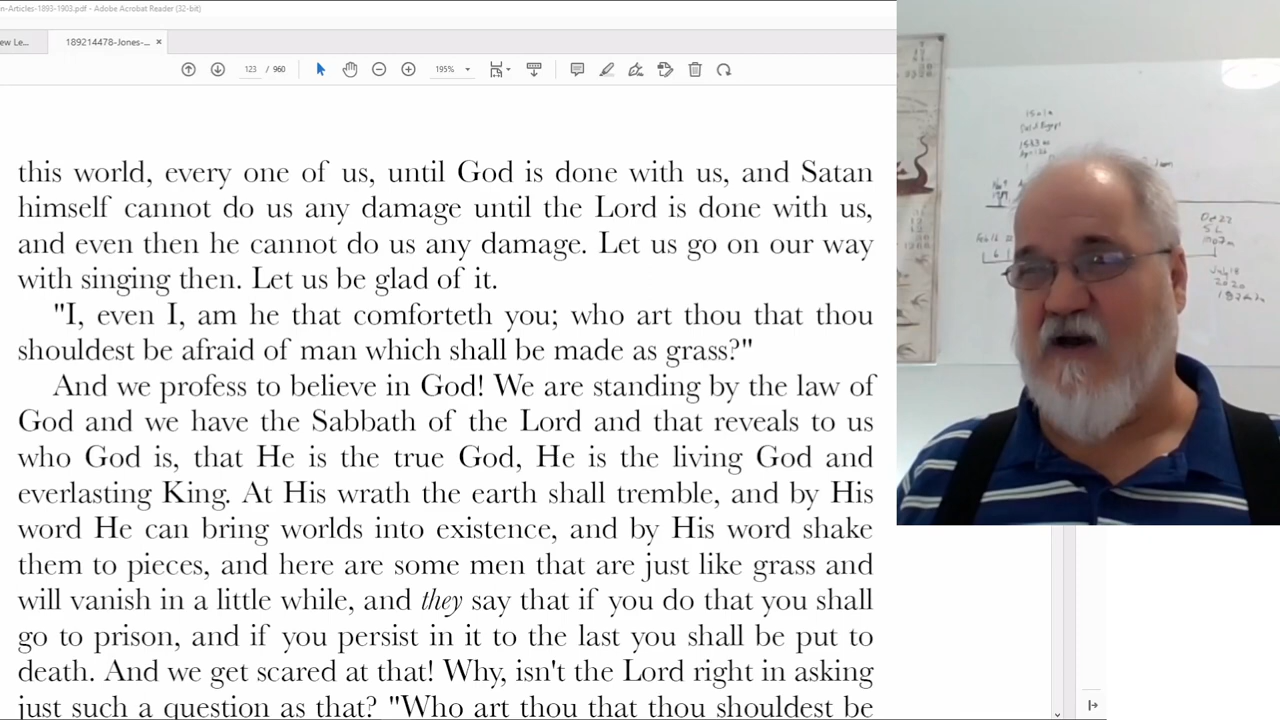 n-Articles-1893-1903.pdf - Adobe Acrobat Reader (32-bit)
ew Le...
189214478-Jones-... ×
123 / 960
195%
this world, every one of us, until God is done with us, and Satan
himself cannot do us any damage until the Lord is done with us,
and even then he cannot do us any damage. Let us go on our way
with singing then. Let us be glad of it.
"I, even I, am he that comforteth you; who art thou that thou
shouldest be afraid of man which shall be made as grass?"
And we profess to believe in God! We are standing by the law of
God and we have the Sabbath of the Lord and that reveals to us
who God is, that He is the true God, He is the living God and
everlasting King. At His wrath the earth shall tremble, and by His
word He can bring worlds into existence, and by His word shake
them to pieces, and here are some men that are just like grass and
will vanish in a little while, and they say that if you do that you shall
go to prison, and if you persist in it to the last you shall be put to
death. And we get scared at that! Why, isn't the Lord right in asking
just such a question as that? "Who art thou that thou shouldest be
Oct 22
July 18
2020